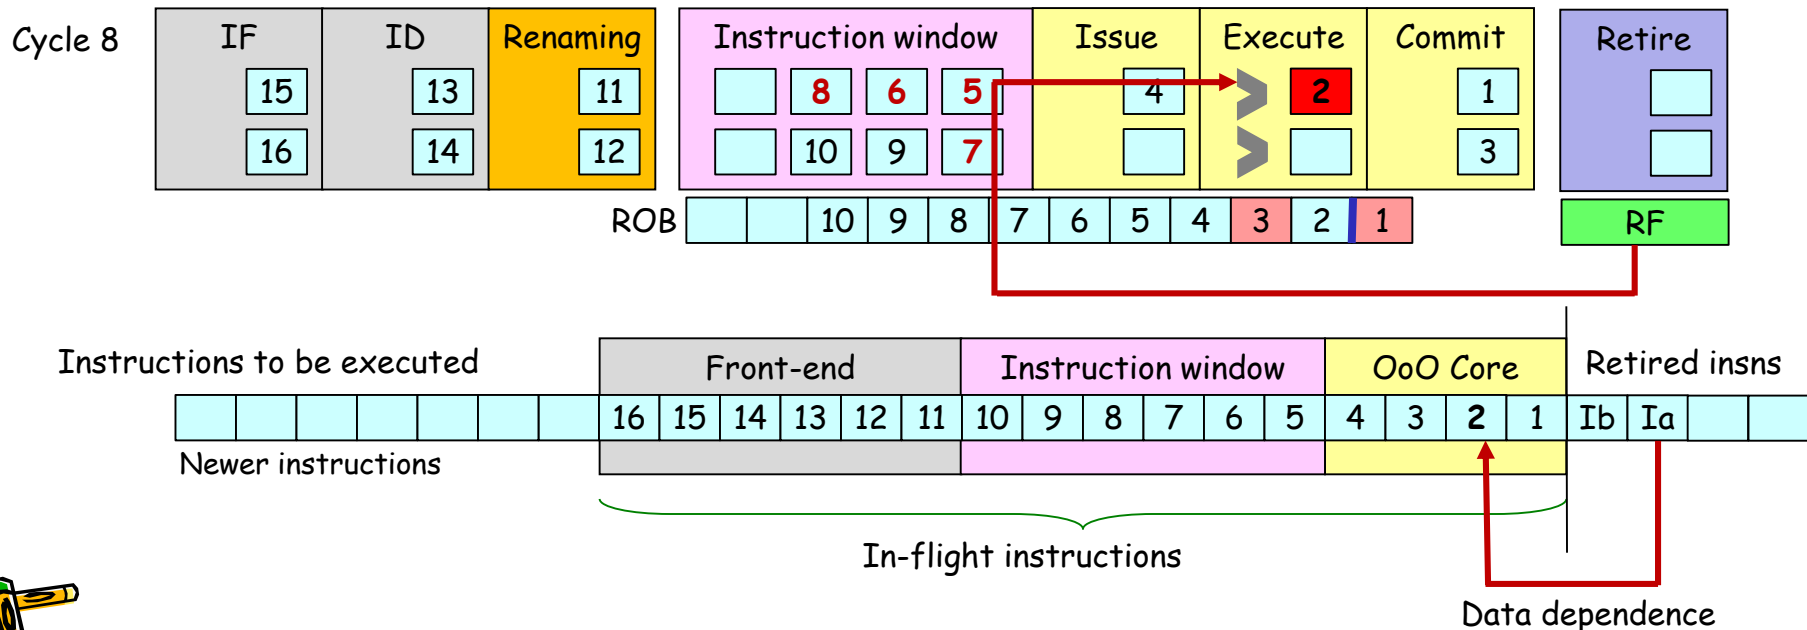 Cycle 8
IF
ID
Renaming
Instruction window
Issue
Execute
Commit
Retire
15
13
11
8 6 5
4
2
1
16
14
12
10 9 7
3
ROB
10 9 8 7 6 5 4 3 2 1
RF
Instructions to be executed
Front-end
Instruction window
OoO Core
Retired insns
16 15 14 13 12 11 10 9 8 7 6 5 4 3 2 1 Ib Ia
Newer instructions
In-flight instructions
Data dependence